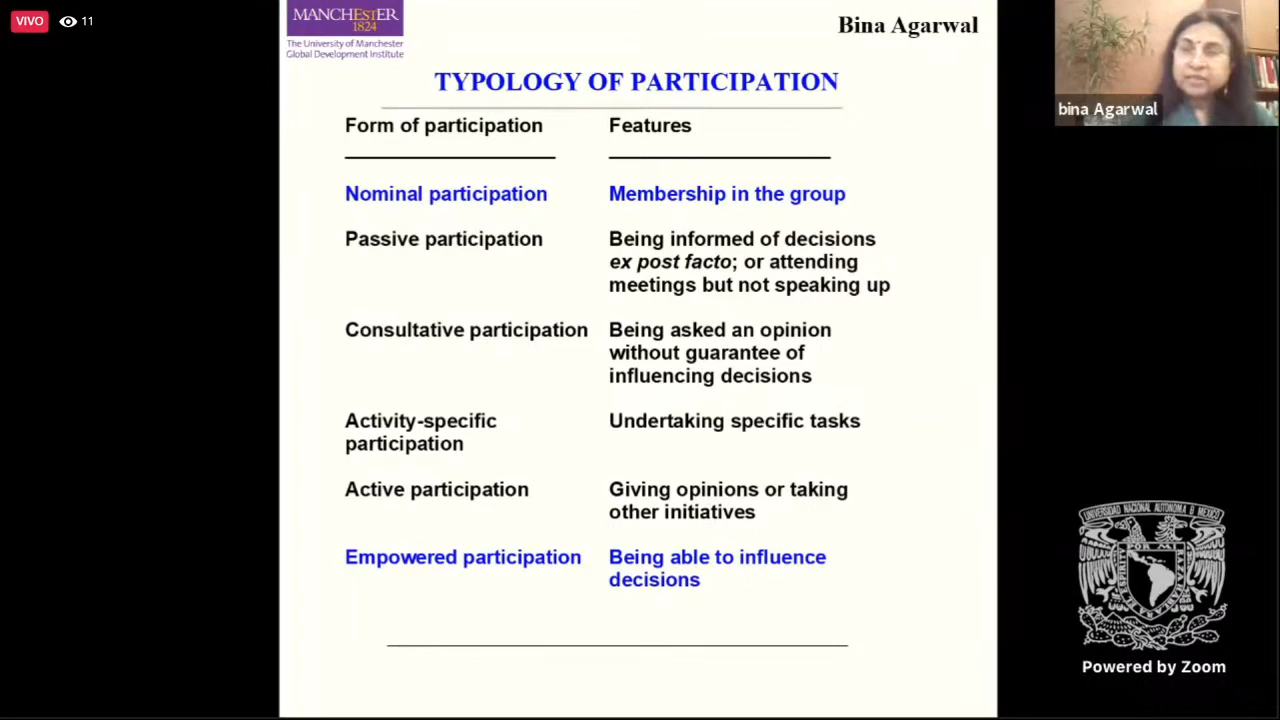 VIVO 11
MANCHESTER
1824
The University of Manchester
Global Development Institute
Bina Agarwal
bina Agarwal
TYPOLOGY OF PARTICIPATION
Form of participation Features
Nominal participation Membership in the group
Passive participation Being informed of decisions
ex post facto; or attending
meetings but not speaking up
Consultative participation Being asked an opinion
without guarantee of
influencing decisions
Activity-specific Undertaking specific tasks
participation
Active participation Giving opinions or taking
other initiatives
Empowered participation Being able to influence
decisions
UNIVERSIDAD NACIONAL AUTONOMA
Powered by Zoom